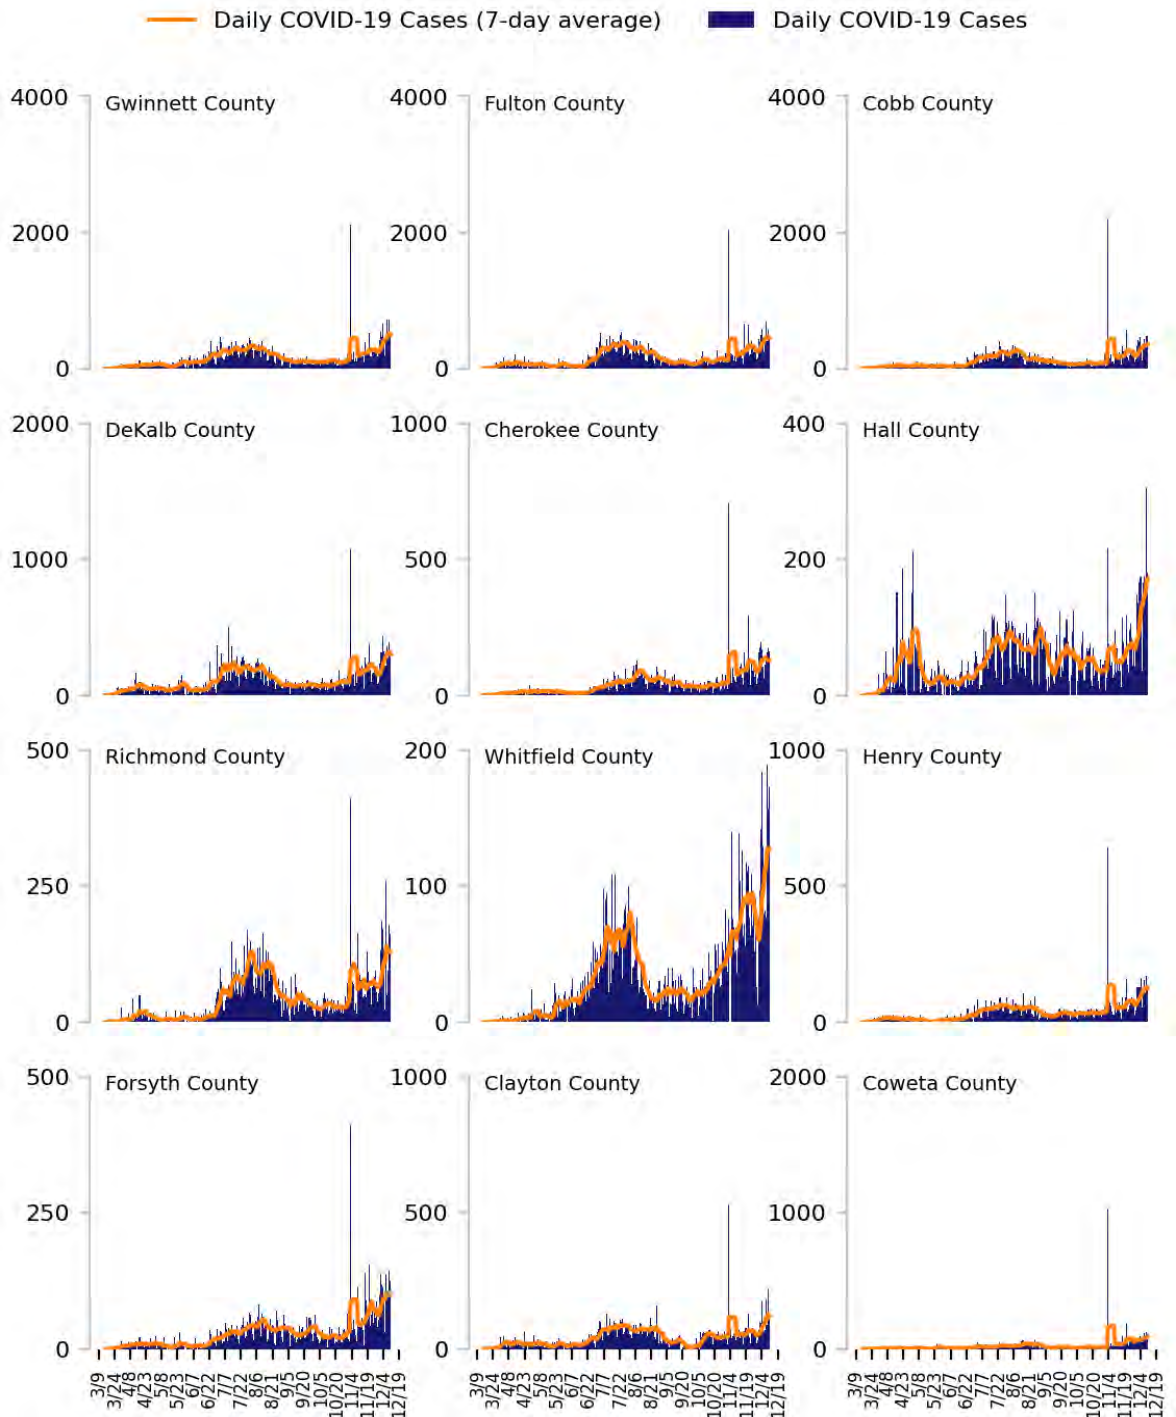 Daily COVID-19 Cases (7-day average) Daily COVID-19 Cases
4000 Gwinnett County 4000 Fulton County 4000 Cobb County
2000 2000 2000
0 0 0
2000 DeKalb County 1000 Cherokee County 400 Hall County
1000 500 200
0 0 0
500 Richmond County 200 Whitfield County 1000 Henry County
250 100 500
0 0 0
500 Forsyth County 1000 Clayton County 2000 Coweta County
250 500 1000
0 0 0
3/9 3/24 4/8 4/23 5/8 5/23 6/7 6/22 7/7 7/22 8/6 8/21 9/5 9/20 10/5 10/20 11/4 11/19 12/4 12/19 3/9 3/24 4/8 4/23 5/8 5/23 6/7 6/22 7/7 7/22 8/6 8/21 9/5 9/20 10/5 10/20 11/4 11/19 12/4 12/19 3/9 3/24 4/8 4/23 5/8 5/23 6/7 6/22 7/7 7/22 8/6 8/21 9/5 9/20 10/5 10/20 11/4 11/19 12/4 12/19